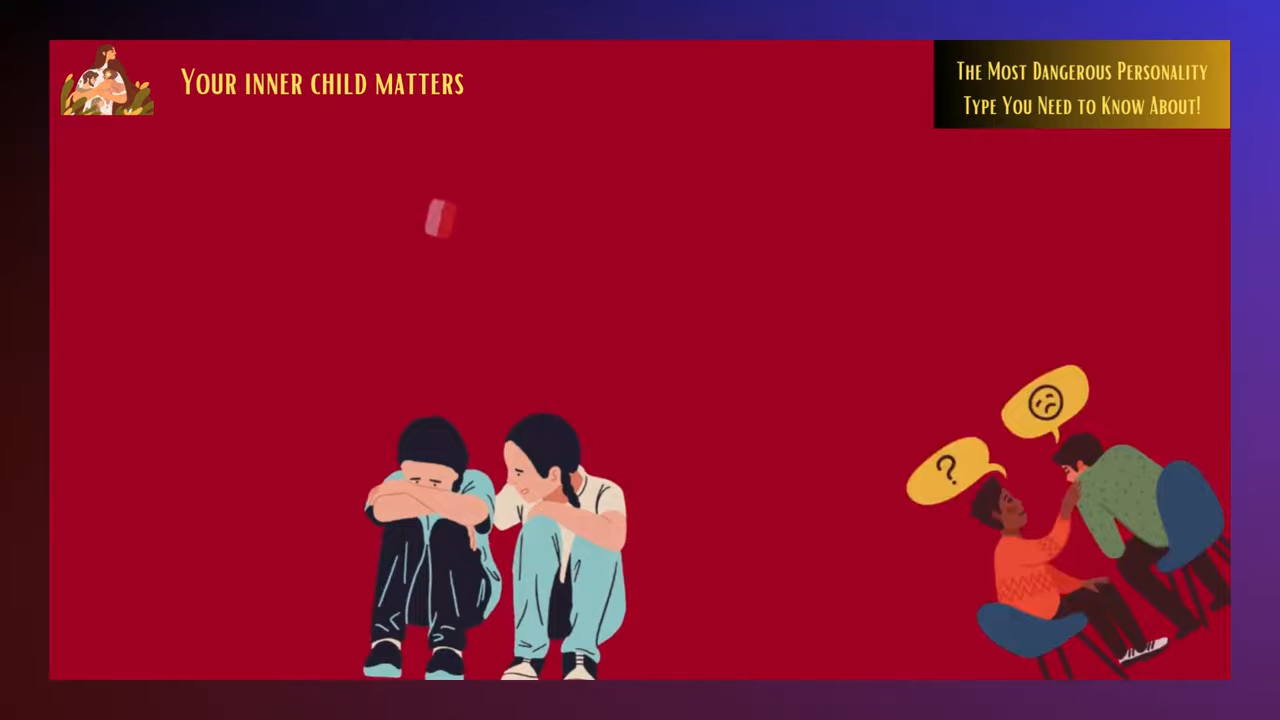 Your inner child matters
The Most Dangerous Personality
Type You Need to Know About!
?